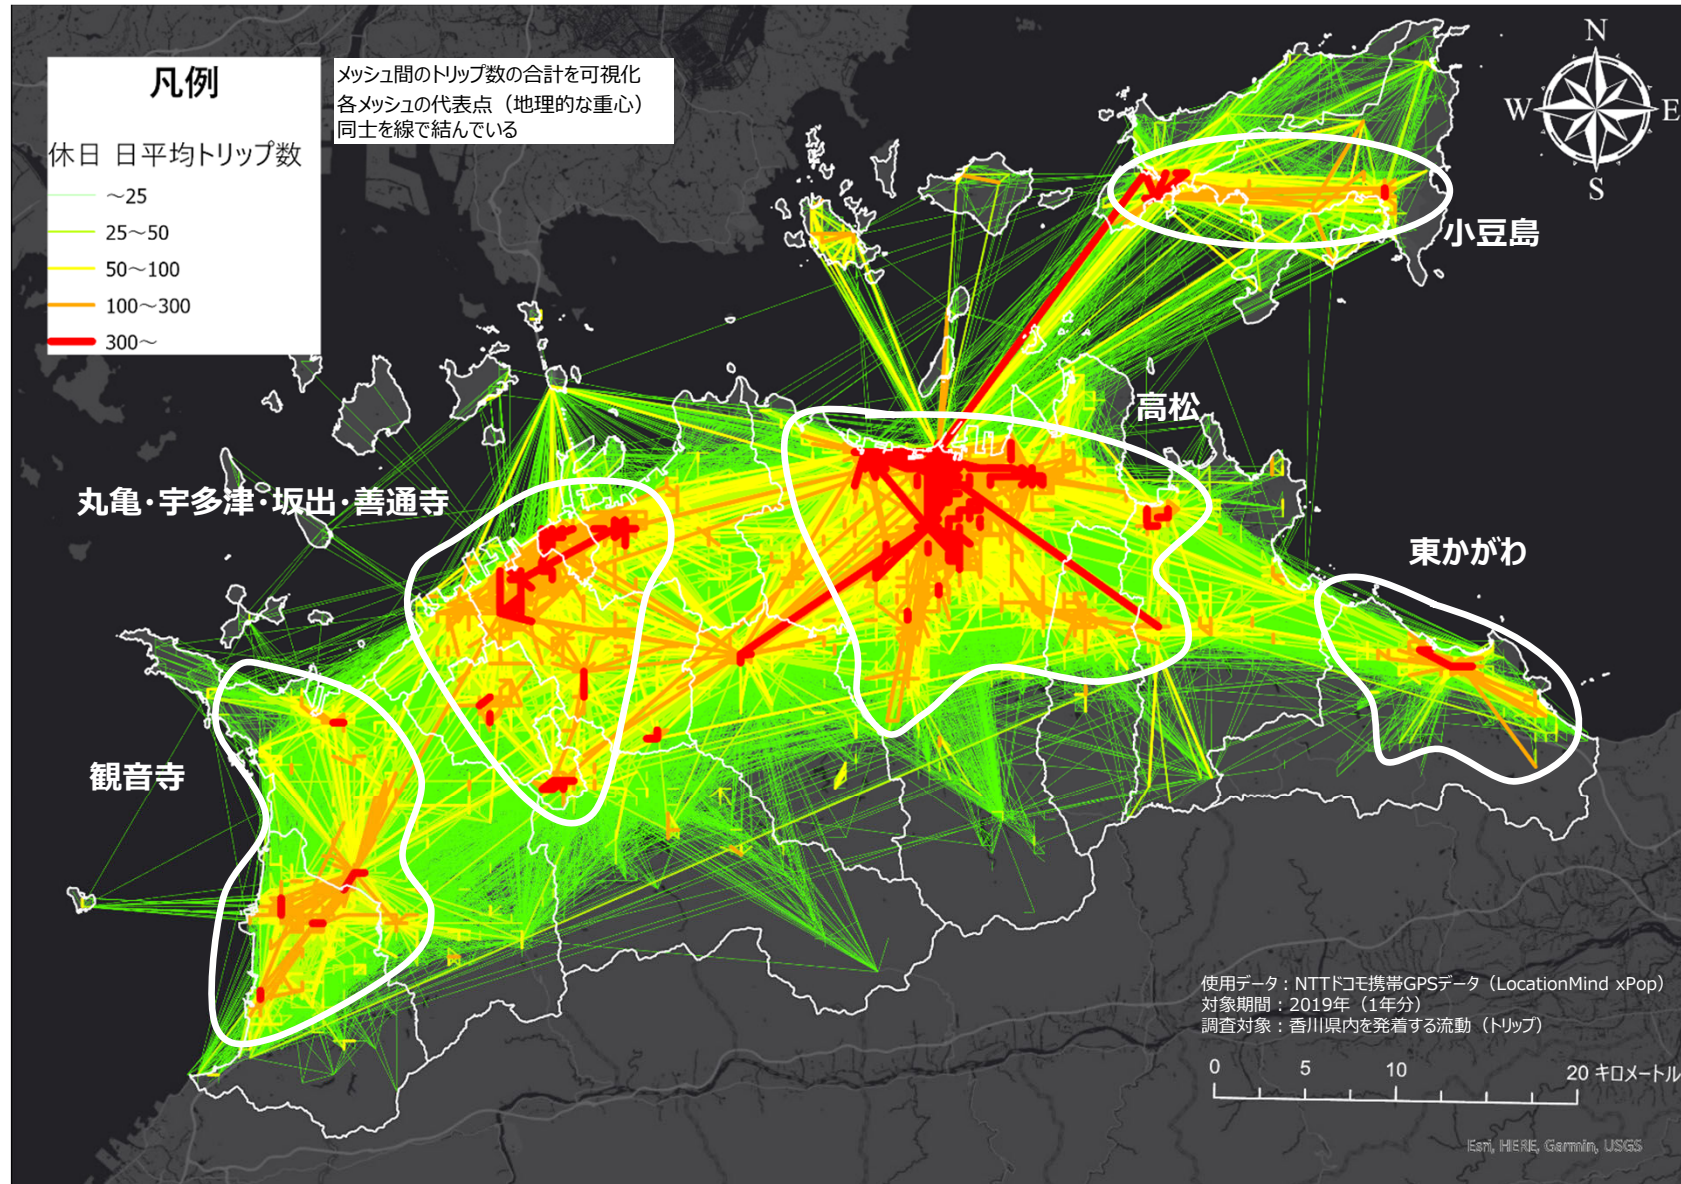 凡例
休日 日平均トリップ数
～25
25～50
50～100
100～300
300～
メッシュ間のトリップ数の合計を可視化
各メッシュの代表点（地理的な重心）
同士を線で結んでいる
N
W
E
S
小豆島
高松
丸亀・宇多津・坂出・善通寺
東かがわ
観音寺
使用データ：NTTドコモ携帯GPSデータ（LocationMind xPop）
対象期間：2019年（1年分）
調査対象：香川県内を発着する流動（トリップ）
0 5 10 20 キロメートル
Esri, HERE, Garmin, USGS